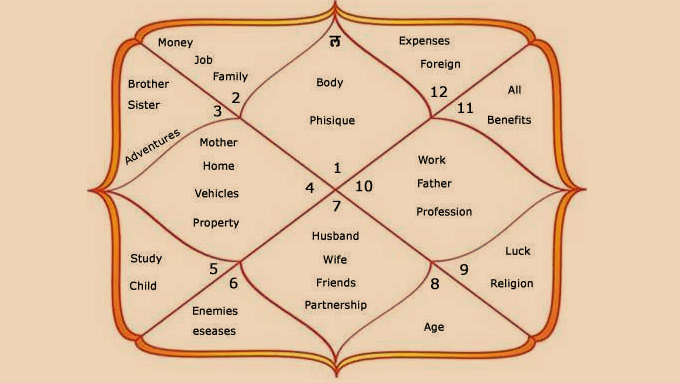 Money
Job
Family
2
Brother
Sister
3
Adventures
ल
Body
Phisique
1
Expenses
Foreign
12
11
All
Benefits
Mother
Home
Vehicles
Property
4
10
Work
Father
Profession
7
Husband
Wife
Friends
Partnership
Study
Child
5
6
Enemies
eseases
8
Age
9
Luck
Religion